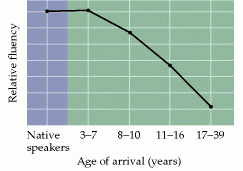 Relative fluency
Native
speakers
3–7
8–10
11–16
17–39
Age of arrival (years)